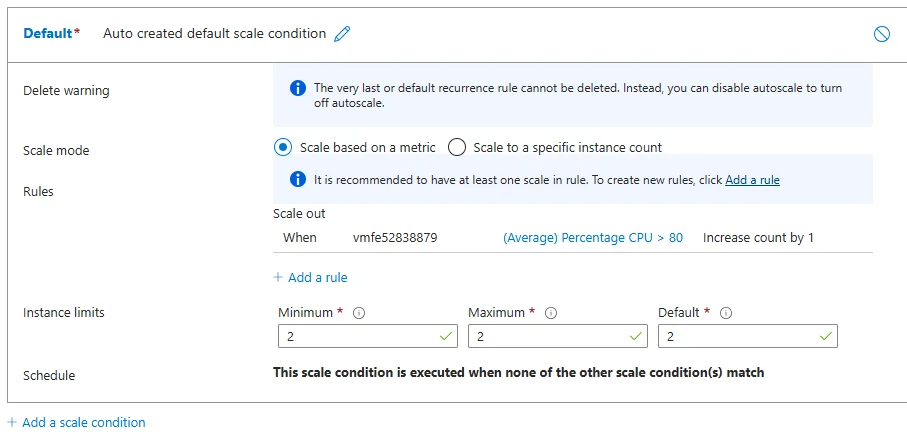 Default* Auto created default scale condition
Delete warning
The very last or default recurrence rule cannot be deleted. Instead, you can disable autoscale to turn
off autoscale.
Scale mode
Scale based on a metric Scale to a specific instance count
Rules
It is recommended to have at least one scale in rule. To create new rules, click Add a rule
Scale out
When vmfe52838879 (Average) Percentage CPU > 80 Increase count by 1
+ Add a rule
Instance limits
Minimum * Maximum * Default *
2 2 2
Schedule
This scale condition is executed when none of the other scale condition(s) match
+ Add a scale condition